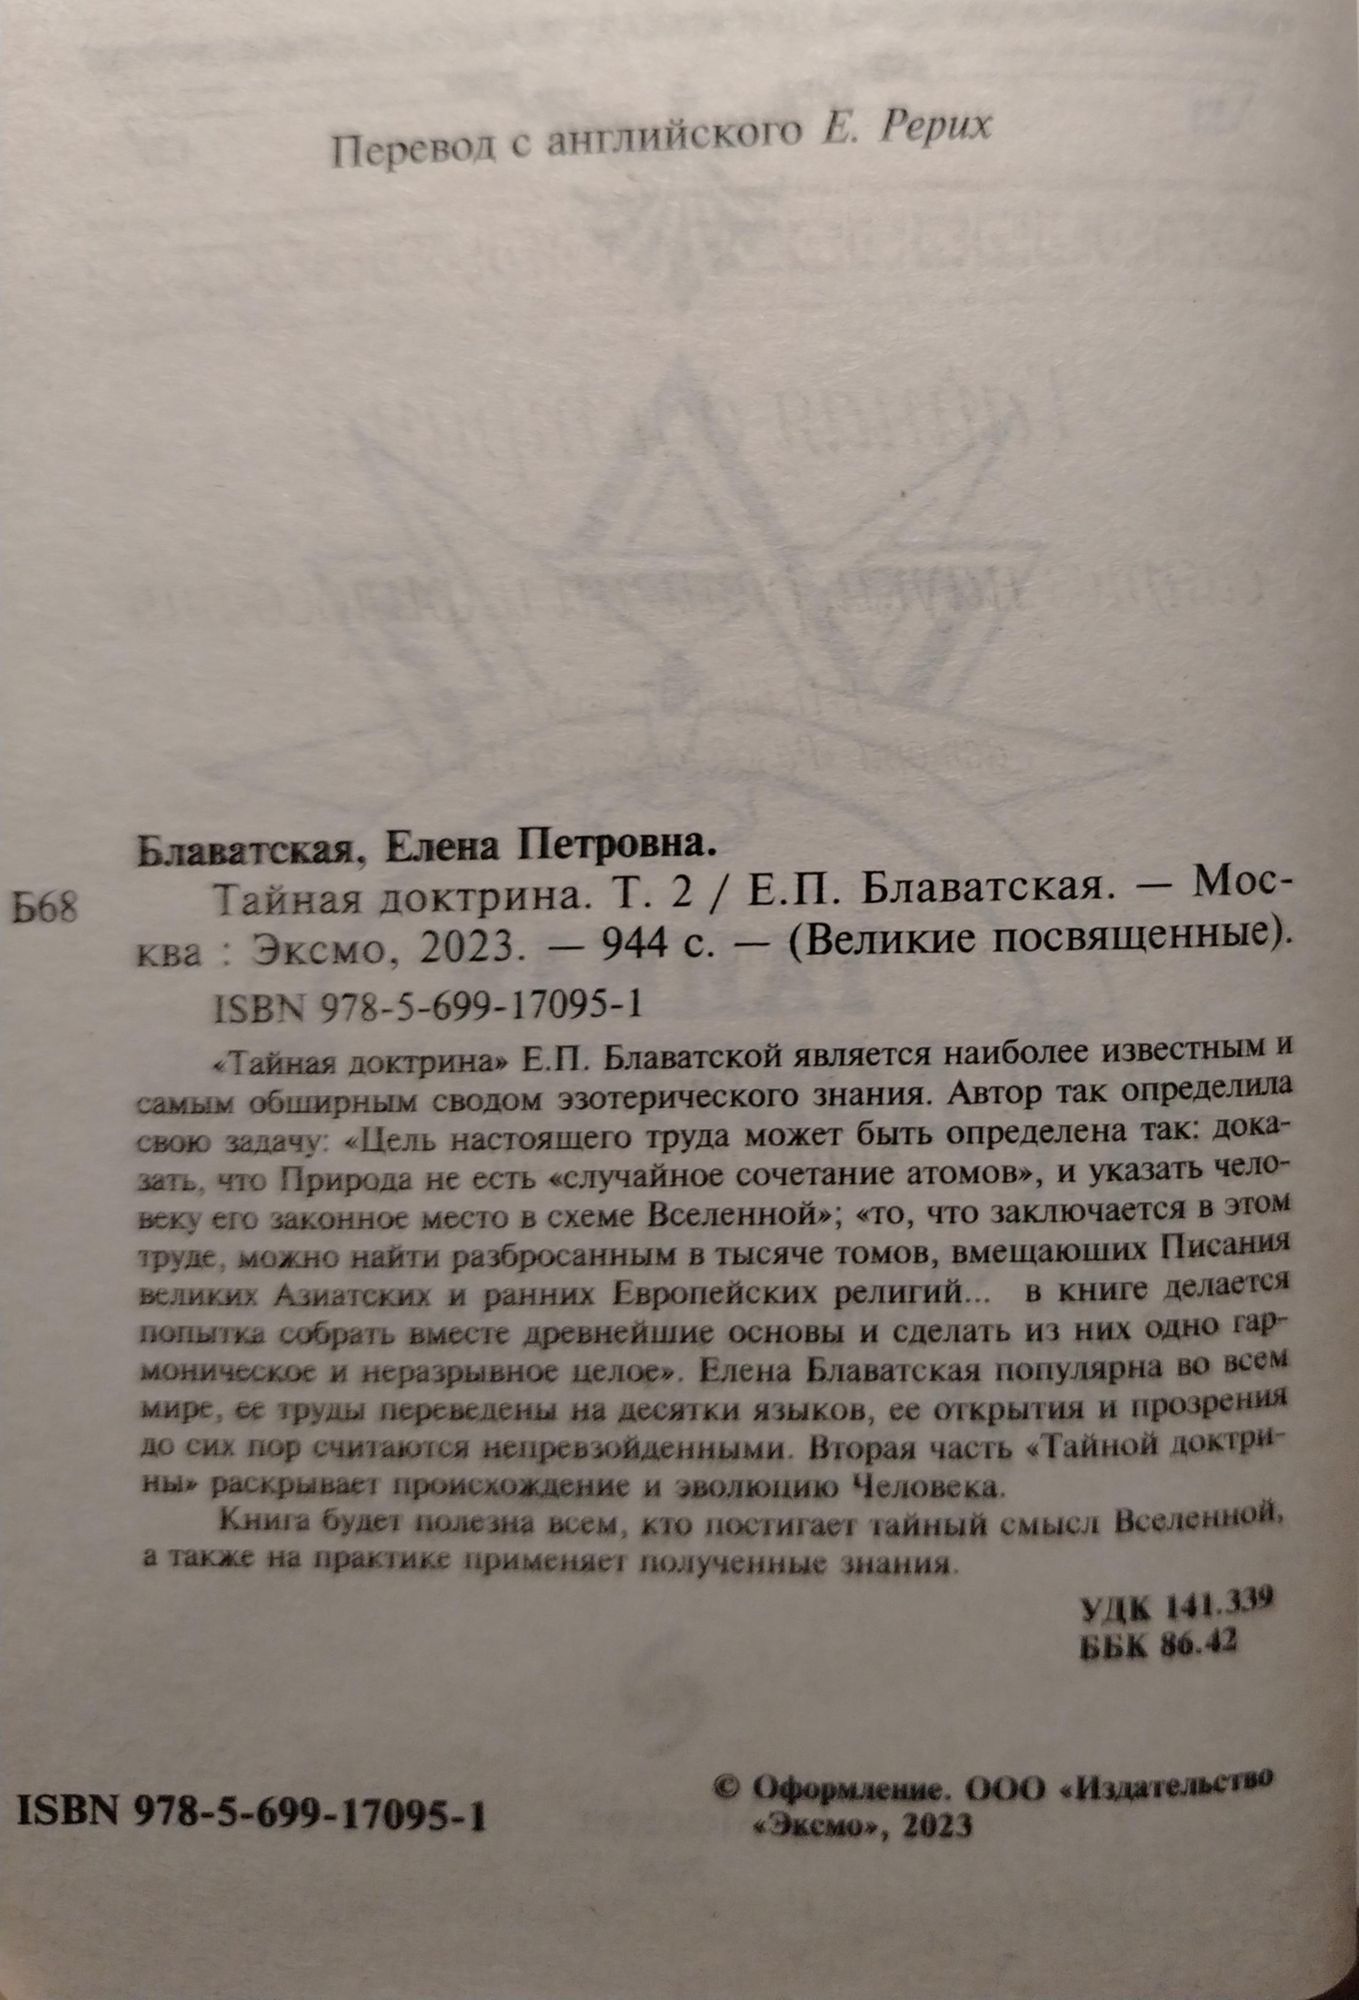 Перевод с английского Е. Рерих
Блаватская, Елена Петровна.
Б68 Тайная доктрина. Т. 2 / Е.П. Блаватская. — Мос-
ква : Эксмо, 2023. — 944 с. — (Великие посвященные).
ISBN 978-5-699-17095-1
«Тайная доктрина» Е.П. Блаватской является наиболее известным и
самым обширным сводом эзотерического знания. Автор так определила
свою задачу: «Цель настоящего труда может быть определена так: дока-
зать, что Природа не есть «случайное сочетание атомов», и указать чело-
веку его законное место в схеме Вселенной»; «то, что заключается в этом
труде, можно найти разбросанным в тысяче томов, вмещающих Писания
великих Азиатских и ранних Европейских религий... в книге делается
попытка собрать вместе древнейшие основы и сделать из них одно гар-
моническое и неразрывное целое». Елена Блаватская популярна во всем
мире, ее труды переведены на десятки языков, ее открытия и прозрения
до сих пор считаются непревзойденными. Вторая часть «Тайной доктри-
ны» раскрывает происхождение и эволюцию Человека.
Книга будет полезна всем, кто постигает тайный смысл Вселенной,
а также на практике применяет полученные знания.
УДК 141.339
ББК 86.42
© Оформление. ООО «Издательство
ISBN 978-5-699-17095-1 «Эксмо», 2023